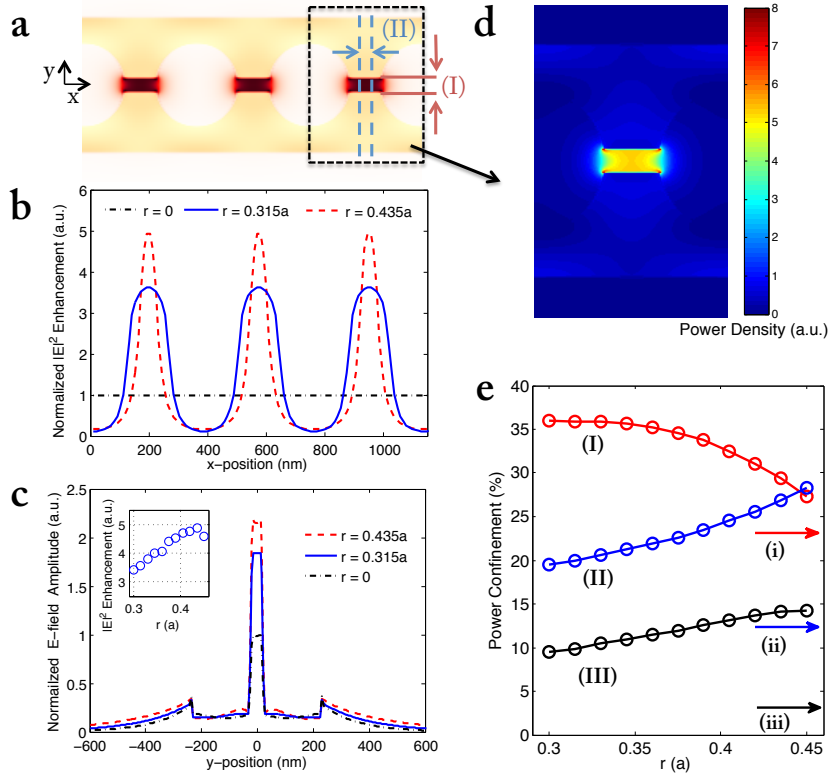 a
y
x
(II)
(I)
d
8
7
6
5
4
3
2
1
0
Power Density (a.u.)
b
Normalized |E|² Enhancement (a.u.)
6
5
4
3
2
1
0
r = 0
r = 0.315a
r = 0.435a
0
200
400
600
800
1000
x-position (nm)
c
Normalized E-field Amplitude (a.u.)
2.5
2
1.5
1
0.5
0
|E|² Enhancement (a.u.)
5
4
3
0.3
0.4
r (a)
r = 0.435a
r = 0.315a
r = 0
−600
−400
−200
0
200
400
600
y-position (nm)
e
Power Confinement (%)
40
35
30
25
20
15
10
5
0
(I)
(II)
(III)
(i)
(ii)
(iii)
0.3
0.35
0.4
0.45
r (a)